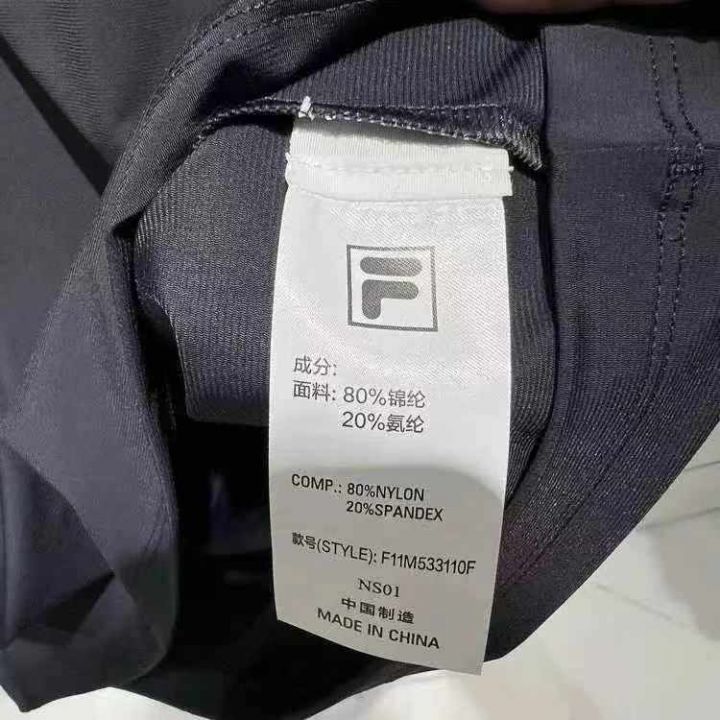 F
成分:
面料: 80%锦纶
20%氨纶
COMP.: 80%NYLON
20%SPANDEX
款号(STYLE): F11M533110F
NS01
中国制造
MADE IN CHINA